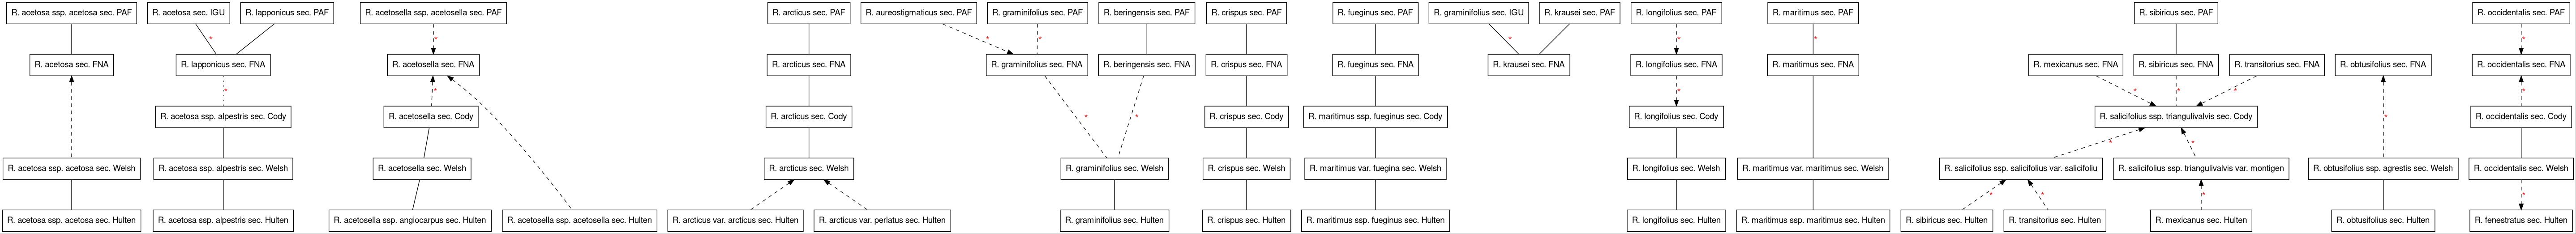 R. acetosa ssp. acetosa sec. PAF
R. acetosa sec. IGU
R. lapponicus sec. PAF
R. acetosella ssp. acetosella sec. PAF
R. arcticus sec. PAF
R. aureostigmaticus sec. PAF
R. graminifolius sec. PAF
R. beringensis sec. PAF
R. crispus sec. PAF
R. fueginus sec. PAF
R. graminifolius sec. IGU
R. krausei sec. PAF
R. longifolius sec. PAF
R. maritimus sec. PAF
R. sibiricus sec. PAF
R. occidentalis sec. PAF
* * * * * * * * *
R. acetosa sec. FNA
R. lapponicus sec. FNA
R. acetosella sec. FNA
R. arcticus sec. FNA
R. graminifolius sec. FNA
R. beringensis sec. FNA
R. crispus sec. FNA
R. fueginus sec. FNA
R. krausei sec. FNA
R. longifolius sec. FNA
R. maritimus sec. FNA
R. mexicanus sec. FNA
R. sibiricus sec. FNA
R. transitorius sec. FNA
R. obtusifolius sec. FNA
R. occidentalis sec. FNA
* * * * * * *
R. acetosa ssp. alpestris sec. Cody
R. acetosella sec. Cody
R. arcticus sec. Cody
* *
R. crispus sec. Cody
R. maritimus ssp. fueginus sec. Cody
R. longifolius sec. Cody
R. salicifolius ssp. triangulivalvis sec. Cody
*
R. occidentalis sec. Cody
* *
R. acetosa ssp. acetosa sec. Welsh
R. acetosa ssp. alpestris sec. Welsh
R. acetosella sec. Welsh
R. arcticus sec. Welsh
R. graminifolius sec. Welsh
R. crispus sec. Welsh
R. maritimus var. fuegina sec. Welsh
R. longifolius sec. Welsh
R. maritimus var. maritimus sec. Welsh
R. salicifolius ssp. salicifolius var. salicifoliu
R. salicifolius ssp. triangulivalvis var. montigen
R. obtusifolius ssp. agrestis sec. Welsh
R. occidentalis sec. Welsh
* * * *
R. acetosa ssp. acetosa sec. Hulten
R. acetosa ssp. alpestris sec. Hulten
R. acetosella ssp. angiocarpus sec. Hulten
R. acetosella ssp. acetosella sec. Hulten
R. arcticus var. arcticus sec. Hulten
R. arcticus var. perlatus sec. Hulten
R. graminifolius sec. Hulten
R. crispus sec. Hulten
R. maritimus ssp. fueginus sec. Hulten
R. longifolius sec. Hulten
R. maritimus ssp. maritimus sec. Hulten
R. sibiricus sec. Hulten
R. transitorius sec. Hulten
R. mexicanus sec. Hulten
R. obtusifolius sec. Hulten
R. fenestratus sec. Hulten